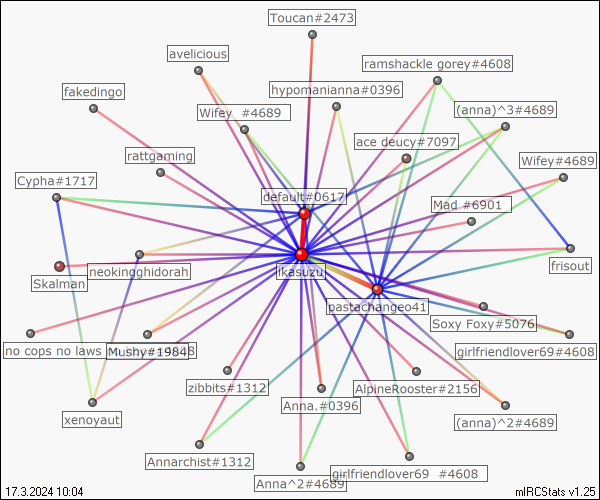 Toucan#2473
avelicious
ramshackle gorey#4608
fakedingo
hypomanianna#0396
Wifey_ #4689
(anna)^3#4689
ace deucy#7097
rattgaming
Wifey#4689
Cypha#1717
default#0617
Mad #6901
frisout
neokingghidorah
ikasuzu
Skalman
pastachangeo41
Soxy Foxy#5076
no cops no laws
Mushy#1984
girlfriendlover69#4608
zibbits#1312
AlpineRooster#2156
Anna.#0396
xenoyaut
(anna)^2#4689
Annarchist#1312
girlfriendlover69 #4608
Anna^2#4689
17.3.2024 10:04
mIRCStats v1.25